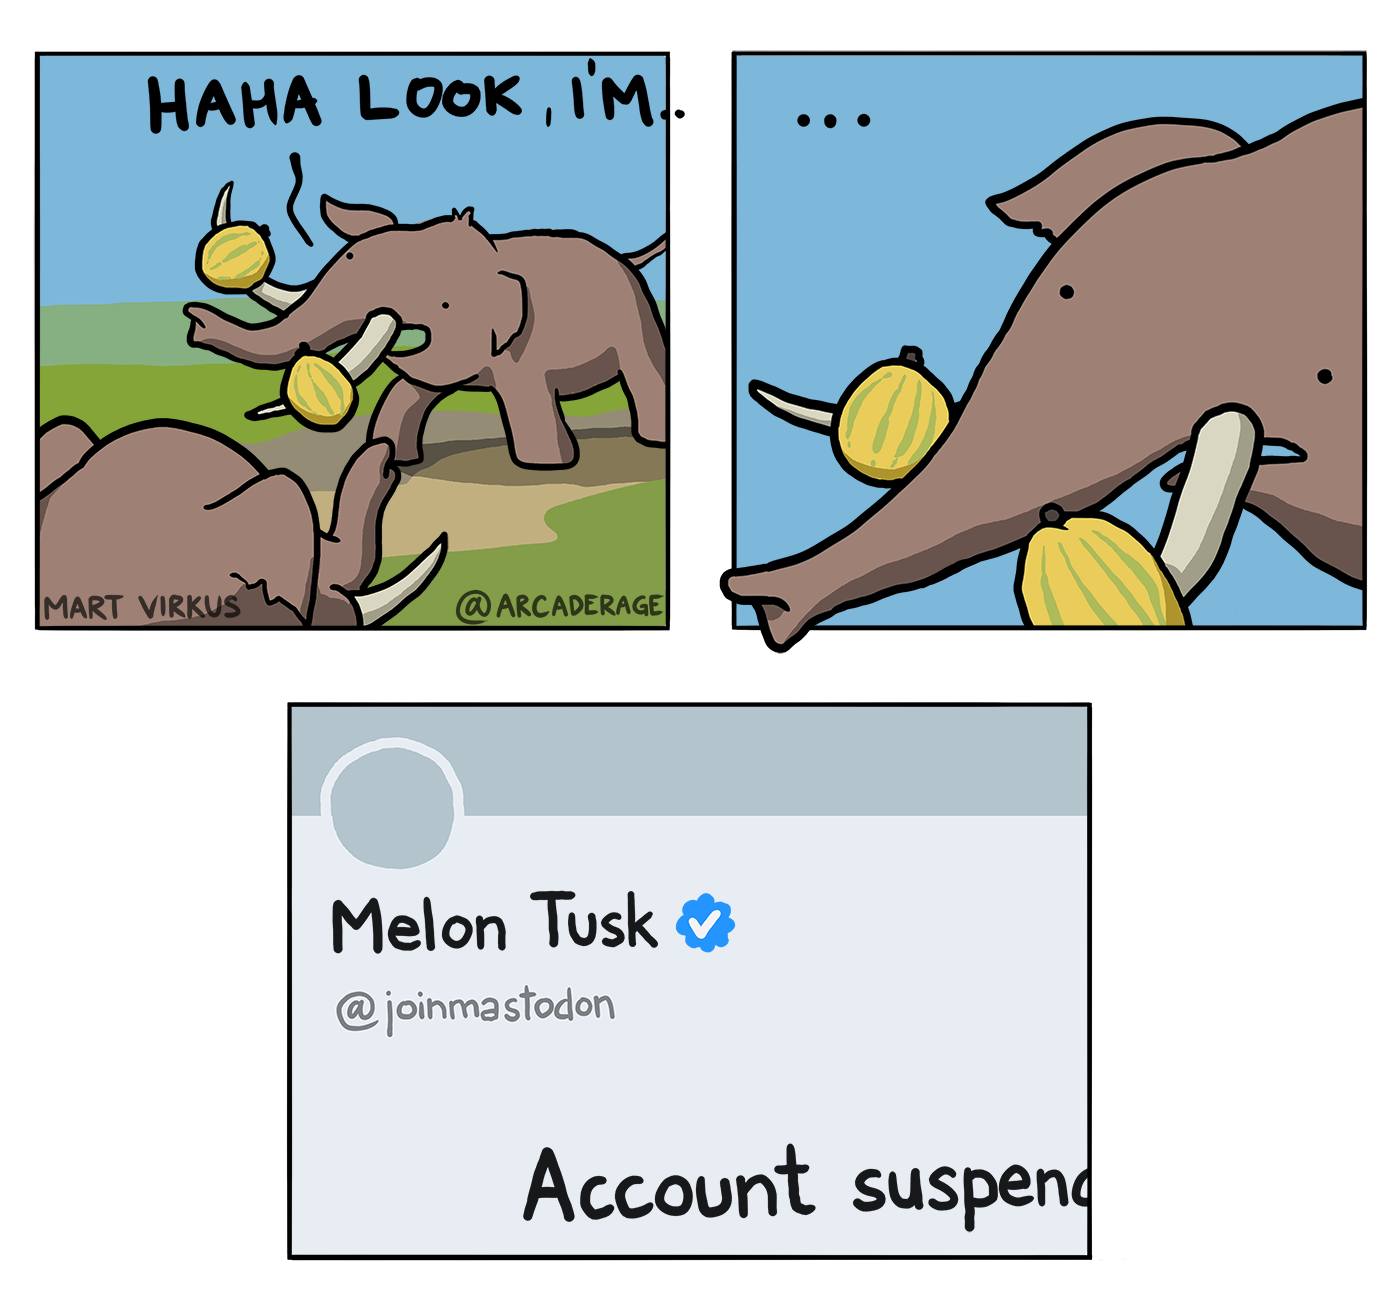 HAHA LOOK, I'M..
MART VIRKUS
@ARCADERAGE
...
Melon Tusk
@joinmastodon
Account suspend